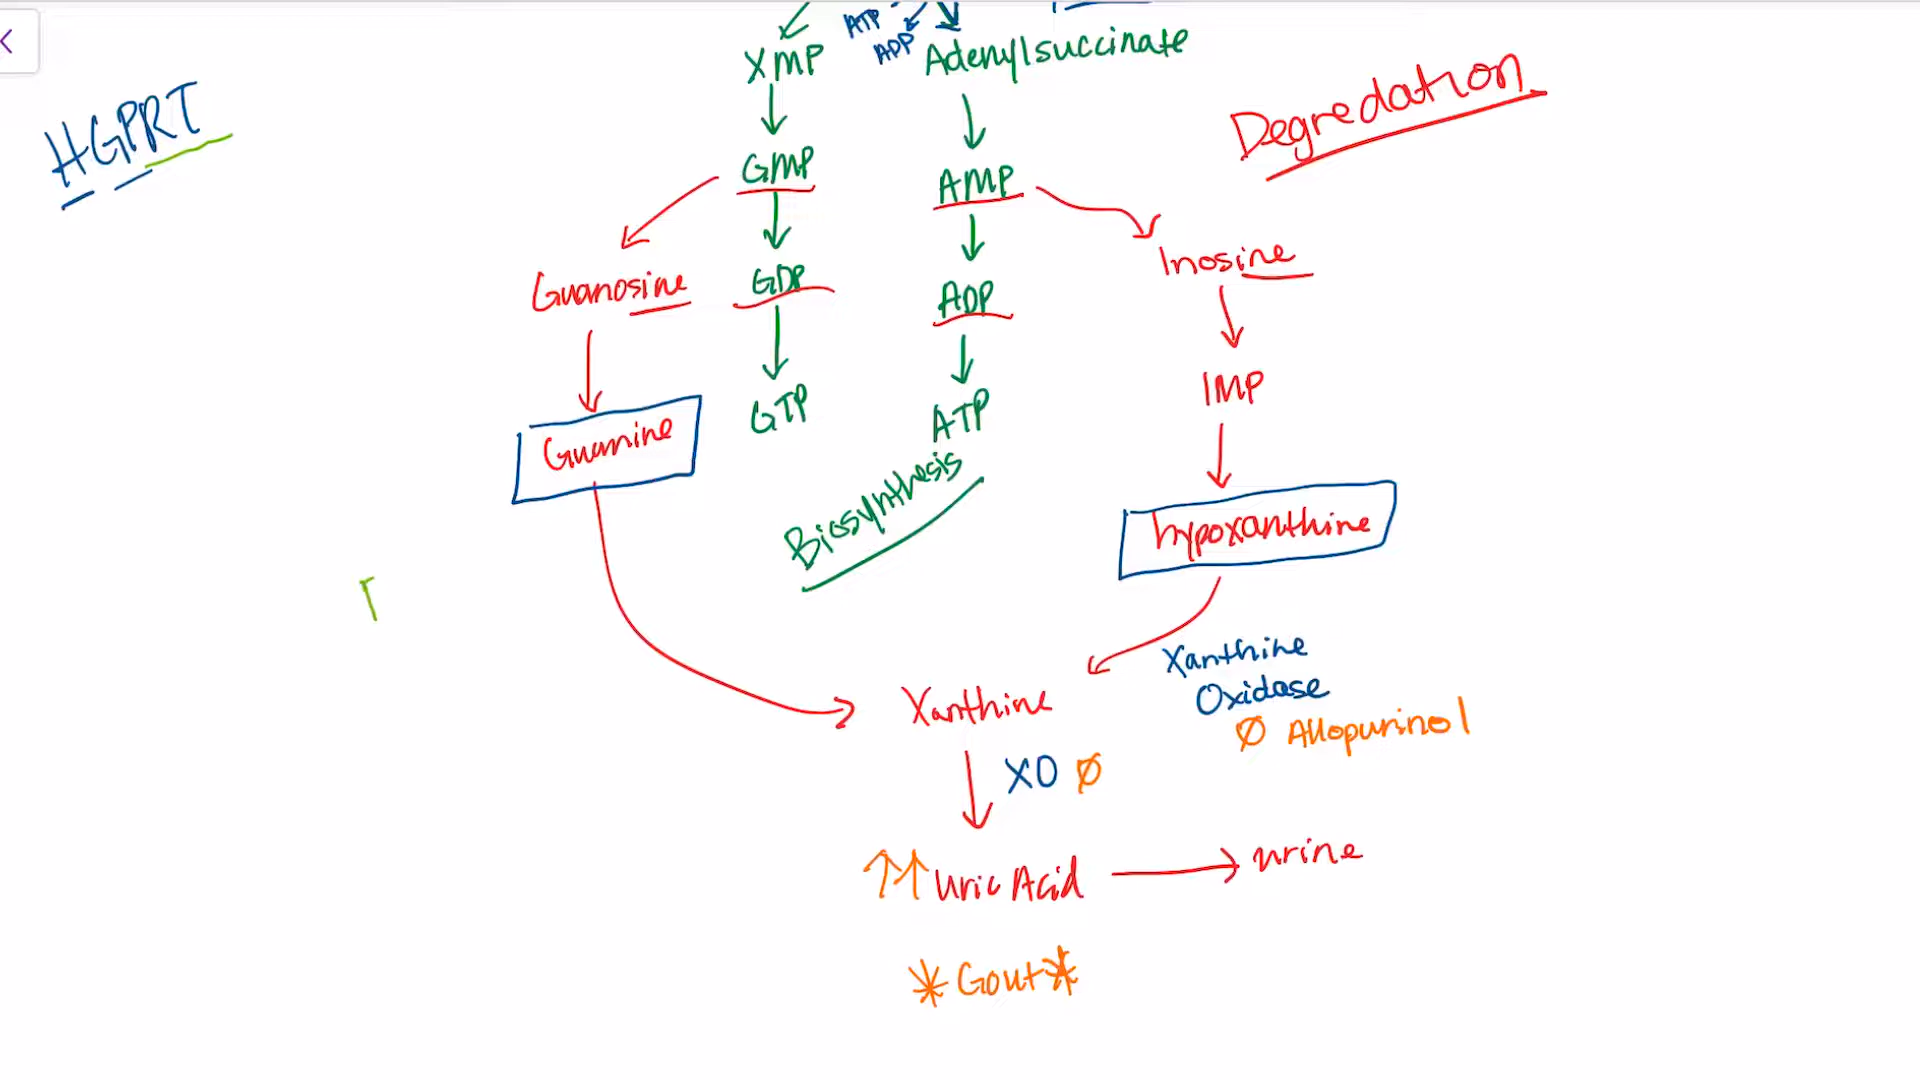 ATP
ADP
XMP
Adenylsuccinate
HGPRT
Degredation
GMP
AMP
Inosine
Guanosine
GDP
ADP
IMP
GTP
ATP
Guanine
Biosynthesis
hypoxanthine
Xanthine
Oxidase
Ø Allopurinol
Xanthine
XO Ø
↑↑ Uric Acid → urine
*Gout*